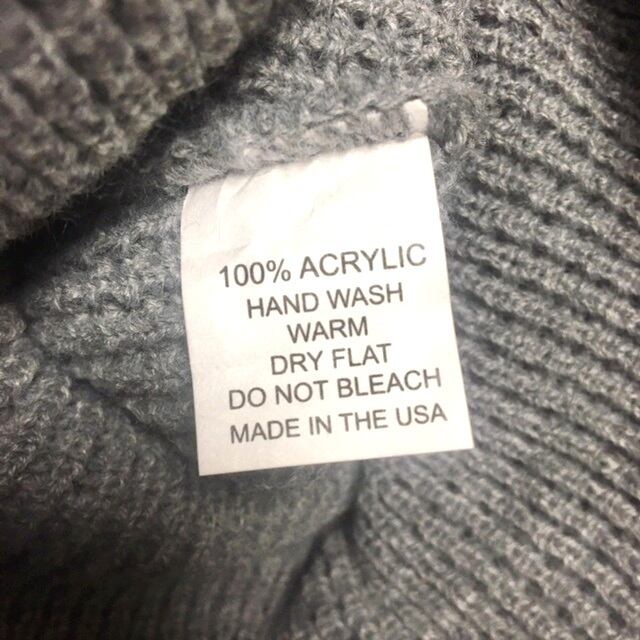 100% ACRYLIC
HAND WASH
WARM
DRY FLAT
DO NOT BLEACH
MADE IN THE USA